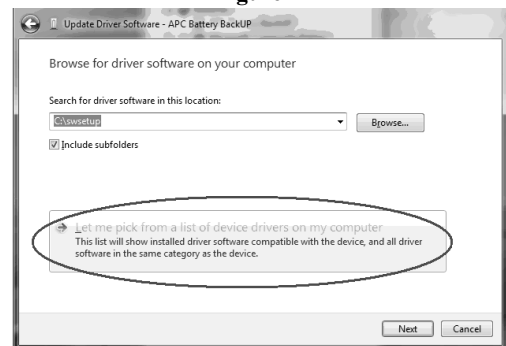 Update Driver Software - APC Battery BackUP
Browse for driver software on your computer
Search for driver software in this location:
C:\swsetup
Browse...
Include subfolders
Let me pick from a list of device drivers on my computer
This list will show installed driver software compatible with the device, and all driver
software in the same category as the device.
Next
Cancel